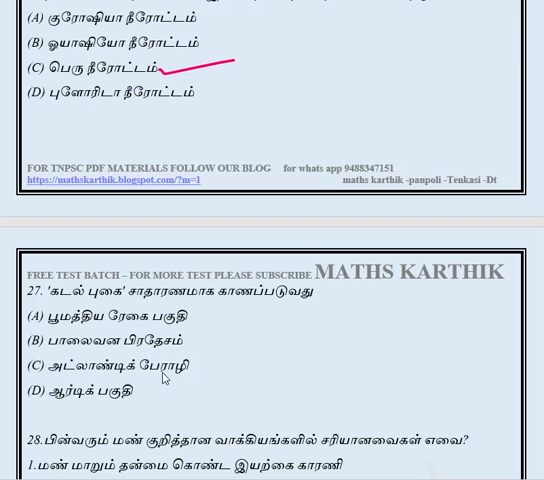 (A) குரோஷியா நீரோட்டம்
(B) ஓயாஷியோ நீரோட்டம்
(C) பெரு நீரோட்டம்
(D) புளோரிடா நீரோட்டம்
FOR TNPSC PDF MATERIALS FOLLOW OUR BLOG for whats app 9488347151
https://mathskarthik.blogspot.com/?m=1 maths karthik -panpoli -Tenkasi -Dt
FREE TEST BATCH – FOR MORE TEST PLEASE SUBSCRIBE MATHS KARTHIK
27. 'கடல் புகை' சாதாரணமாக காணப்படுவது
(A) பூமத்திய ரேகை பகுதி
(B) பாலைவன பிரதேசம்
(C) அட்லாண்டிக் பேராழி
(D) ஆர்டிக் பகுதி
28.பின்வரும் மண் குறித்தான வாக்கியங்களில் சரியானவைகள் எவை?
1.மண் மாறும் தன்மை கொண்ட இயற்கை காரணி